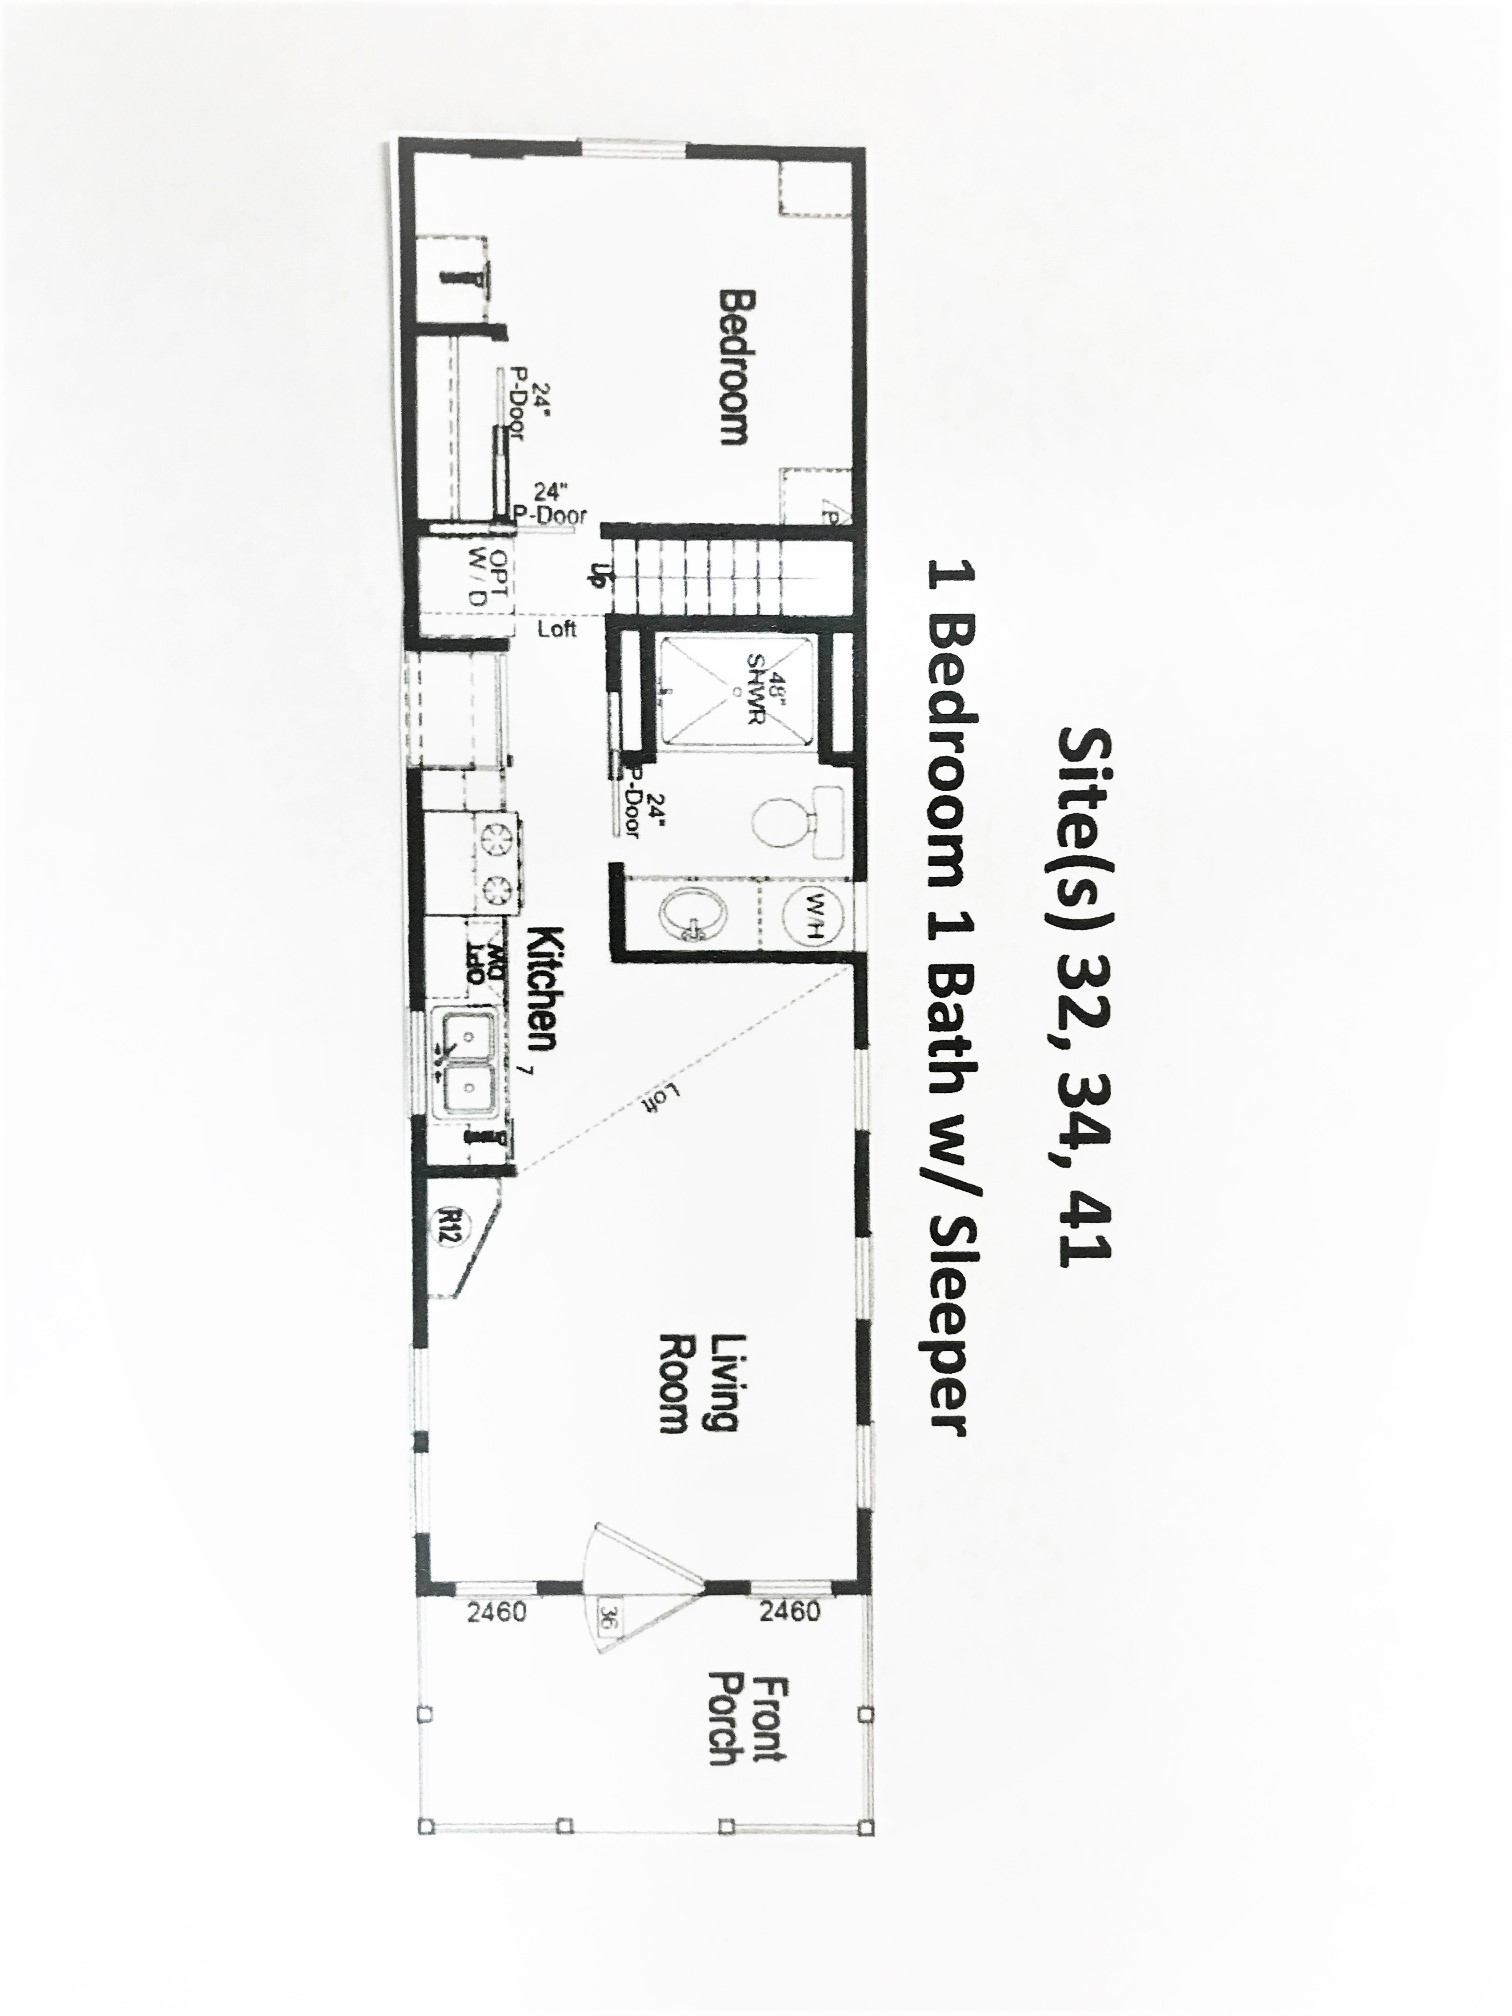 Site(s) 32, 34, 41
1 Bedroom 1 Bath w/ Sleeper
P
W/H
48"
SHWR
2460
Front
Porch
Bedroom
Living
Room
Loft
24"
P-Door
36
Up
Loft
24"
P-Door
24"
P-Door
Kitchen
7
OPT
W / D
OPT
DW
R12
2460